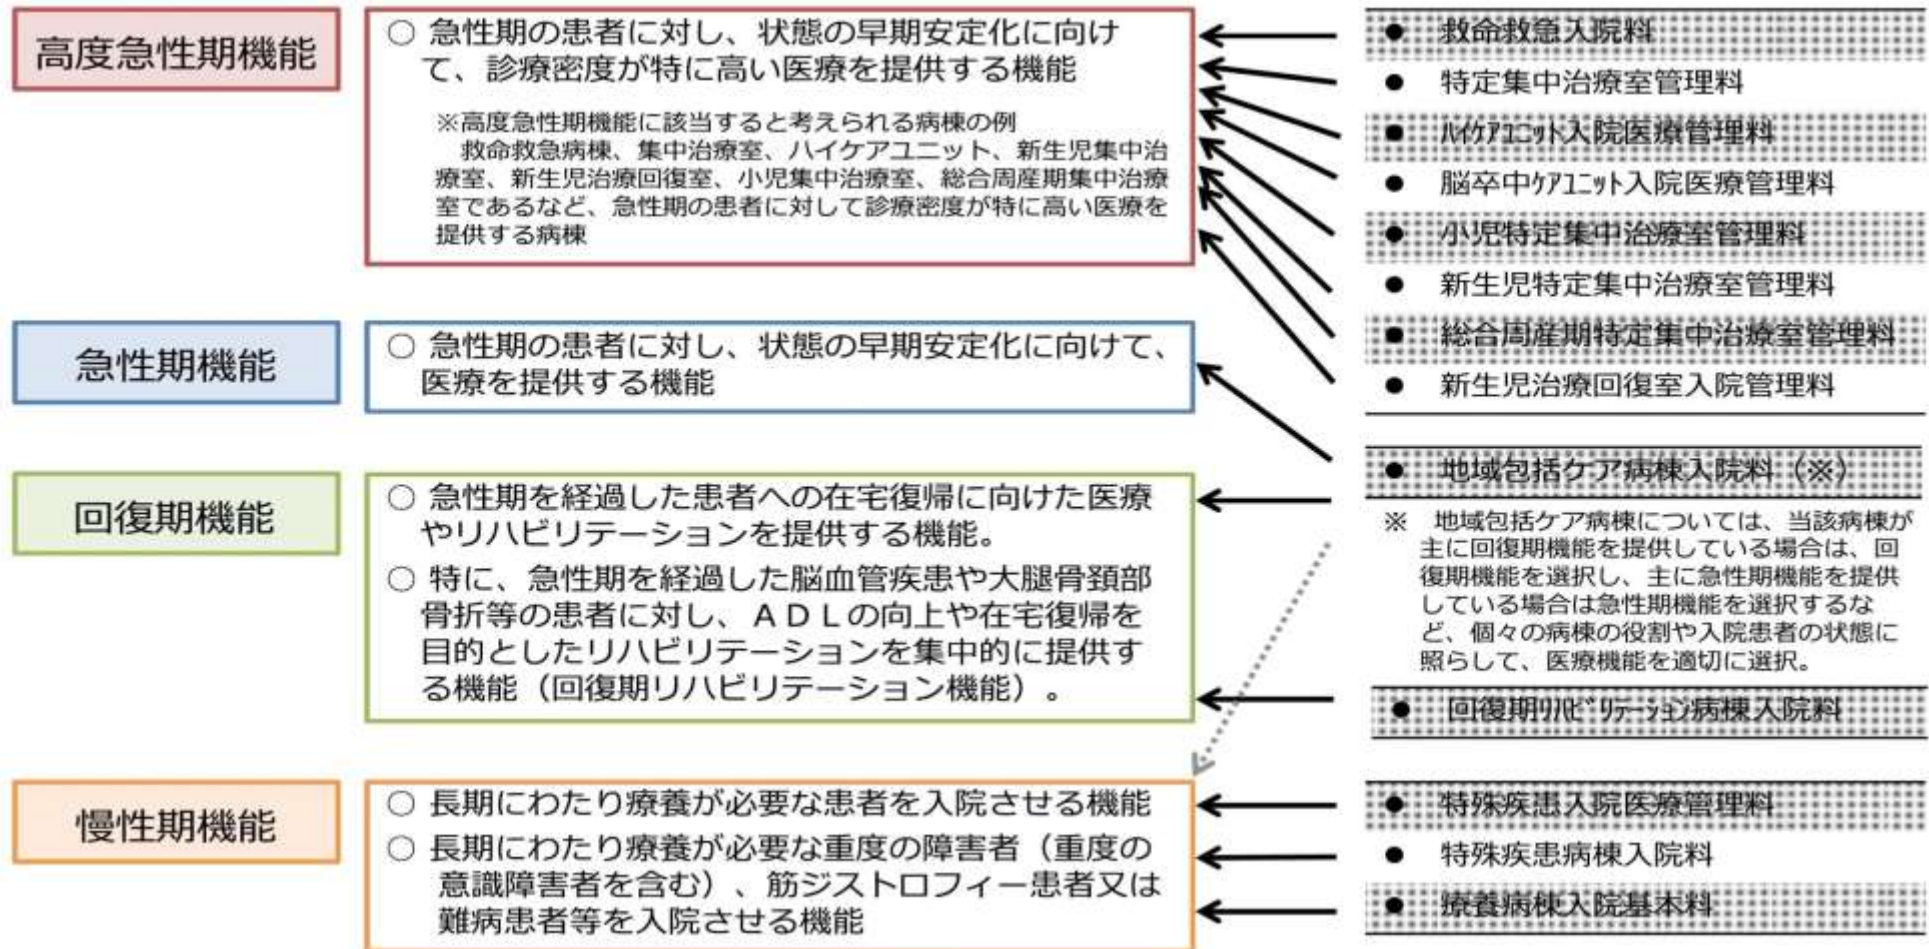 高度急性期機能
○ 急性期の患者に対し、状態の早期安定化に向け
て、診療密度が特に高い医療を提供する機能
※高度急性期機能に該当すると考えられる病棟の例
救命救急病棟、集中治療室、ハイケアユニット、新生児集中治
療室、新生児治療回復室、小児集中治療室、総合周産期集中治療
室であるなど、急性期の患者に対して診療密度が特に高い医療を
提供する病棟
急性期機能
○ 急性期の患者に対し、状態の早期安定化に向けて、
医療を提供する機能
回復期機能
○ 急性期を経過した患者への在宅復帰に向けた医療
やリハビリテーションを提供する機能。
○ 特に、急性期を経過した脳血管疾患や大腿骨頚部
骨折等の患者に対し、ＡＤＬの向上や在宅復帰を
目的としたリハビリテーションを集中的に提供す
る機能（回復期リハビリテーション機能）。
慢性期機能
○ 長期にわたり療養が必要な患者を入院させる機能
○ 長期にわたり療養が必要な重度の障害者（重度の
意識障害者を含む）、筋ジストロフィー患者又は
難病患者等を入院させる機能
● 救命救急入院料
● 特定集中治療室管理料
● ﾊｲｹｱﾕﾆｯﾄ入院医療管理料
● 脳卒中ｹｱﾕﾆｯﾄ入院医療管理料
● 小児特定集中治療室管理料
● 新生児特定集中治療室管理料
● 総合周産期特定集中治療室管理料
● 新生児治療回復室入院管理料
● 地域包括ケア病棟入院料（※）
※ 地域包括ケア病棟については、当該病棟が
主に回復期機能を提供している場合は、回
復期機能を選択し、主に急性期機能を提供
している場合は急性期機能を選択するな
ど、個々の病棟の役割や入院患者の状態に
照らして、医療機能を適切に選択。
● 回復期ﾘﾊﾋﾞﾘﾃｰｼｮﾝ病棟入院料
● 特殊疾患入院医療管理料
● 特殊疾患病棟入院料
● 療養病棟入院基本料